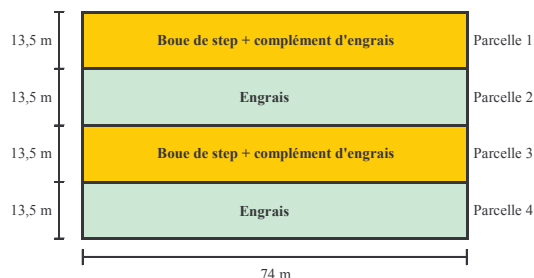 13,5 m
Boue de step + complément d'engrais
Parcelle 1
13,5 m
Engrais
Parcelle 2
13,5 m
Boue de step + complément d'engrais
Parcelle 3
13,5 m
Engrais
Parcelle 4
74 m